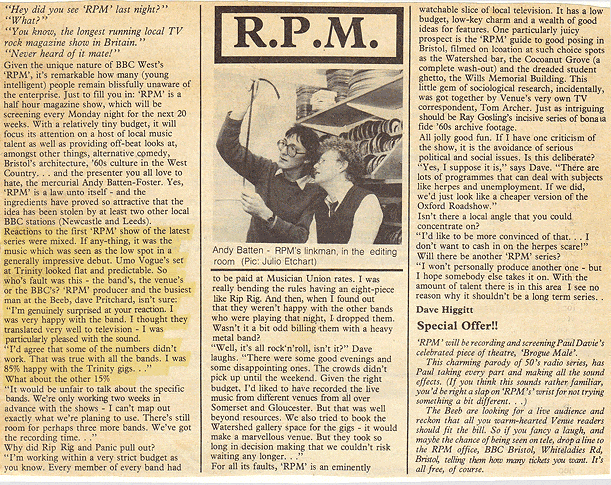 "Hey did you see 'RPM' last night?"
"What?"
"You know, the longest running local TV
rock magazine show in Britain."
"Never heard of it mate!"
Given the unique nature of BBC West's
'RPM', it's remarkable how many (young
intelligent) people remain blissfully unaware of
the enterprise. Just to fill you in: 'RPM' is a
half hour magazine show, which will be
screening every Monday night for the next 20
weeks. With a relatively tiny budget, it will
focus its attention on a host of local music
talent as well as providing off-beat looks at,
amongst other things, alternative comedy,
Bristol's architecture, '60s culture in the West
Country. . . and the presenter you all love to
hate, the mercurial Andy Batten-Foster. Yes,
'RPM' is a law unto itself - and the
ingredients have proved so attractive that the
idea has been stolen by at least two other local
BBC stations (Newcastle and Leeds).
Reactions to the first 'RPM' show of the latest
series were mixed. If any-thing, it was the
music which was seen as the low spot in a
generally impressive debut. Umo Vogue's set
at Trinity looked flat and predictable. So
who's fault was this - the band's, the venue's
or the BBC's? 'RPM' producer and the busiest
man at the Beeb, dave Pritchard, isn't sure:
"I'm genuinely surprised at your reaction. I
was very happy with the band. I thought they
translated very well to television - I was
particularly pleased with the sound.
"I'd agree that some of the numbers didn't
work. That was true with all the bands. I was
85% happy with the Trinity gigs. . ."
What about the other 15%
"It would be unfair to talk about the specific
bands. We're only working two weeks in
advance with the shows - I can't map out
exactly what we're planing to use. There's still
room for perhaps three more bands. We've got
the recording time. . ."
Why did Rip Rig and Panic pull out?
"I'm working within a very strict budget as
you know. Every member of every band had
R.P.M.
Andy Batten - RPM's linkman, in the editing
room (Pic: Julio Etchart)
to be paid at Musician Union rates. I was
really bending the rules having an eight-piece
like Rip Rig. And then, when I found out
that they weren't happy with the other bands
who were playing that night, I dropped them.
Wasn't it a bit odd billing them with a heavy
metal band?
"Well, it's all rock'n'roll, isn't it?" Dave
laughs. "There were some good evenings and
some disappointing ones. The crowds didn't
pick up until the weekend. Given the right
budget, I'd liked to have recorded the live
music from different venues from all over
Somerset and Glocester. But that was well
beyond resources. We also tried to book the
Watershed gallery space for the gigs - it would
make a marvellous venue. But they took so
long in decision making that we couldn't risk
waiting any longer. . ."
For all its faults, 'RPM' is an eminently
watchable slice of local television. It has a low
budget, low-key charm and a wealth of good
ideas for features. One particularly juicy
prospect is the 'RPM' guide to good posing in
Bristol, filmed on loeation at such choice spots
as the Watershed bar, the Cocoanut Grove (a
complete wash-out) and the dreaded student
ghetto, the Wills Memorial Building. This
little gem of sociological research, incidentally,
was got together by Venue's very own TV
correspondent, Tom Archer. Just as intriguing
should be Ray Gosling's incisive series of bona
fide '60s archive footage.
All jolly good fun. If I have one criticism of
the show, it is the avoidance of serious
political and social issues. Is this deliberate?
"Yes, I suppose it is," says Dave. "There are
lots of programmes that can deal with subjects
like herpes and unemployment. If we did,
we'd just look like a cheaper version of the
Oxford Roadshow."
Isn't there a local angle that you could
concentrate on?
"I'd like to be more convinced of that. . . I
don't want to cash in on the herpes scare!"
Will there be another 'RPM' series?
"I won't personally produce another one - but
I hope somebody else takes it on. With the
amount of talent there is in this area I see no
reason why it shouldn't be a long term series. .
Dave Higgitt
Special Offer!!
'RPM' will be recording and screening Paul Davie's
celebrated piece of theatre, 'Brogue Male'.
This charming parody of 50's radio series, has
Paul taking every part and making all the sound
effects. (If you think this sounds rather familiar,
you'd be right a slap on 'RPM's' wrist for not trying
something a bit different. . .)
The Beeb are looking for a live audience and
reckon that all you warm-hearted Venue readers
should fit the bill. So if you fancy a laugh, and
maybe the chance of being seen on tele, drop a line to
the RPM office, BBC Bristol, Whiteladies Rd,
Bristol, telling them how many tickets you want. It's
all free, of course.